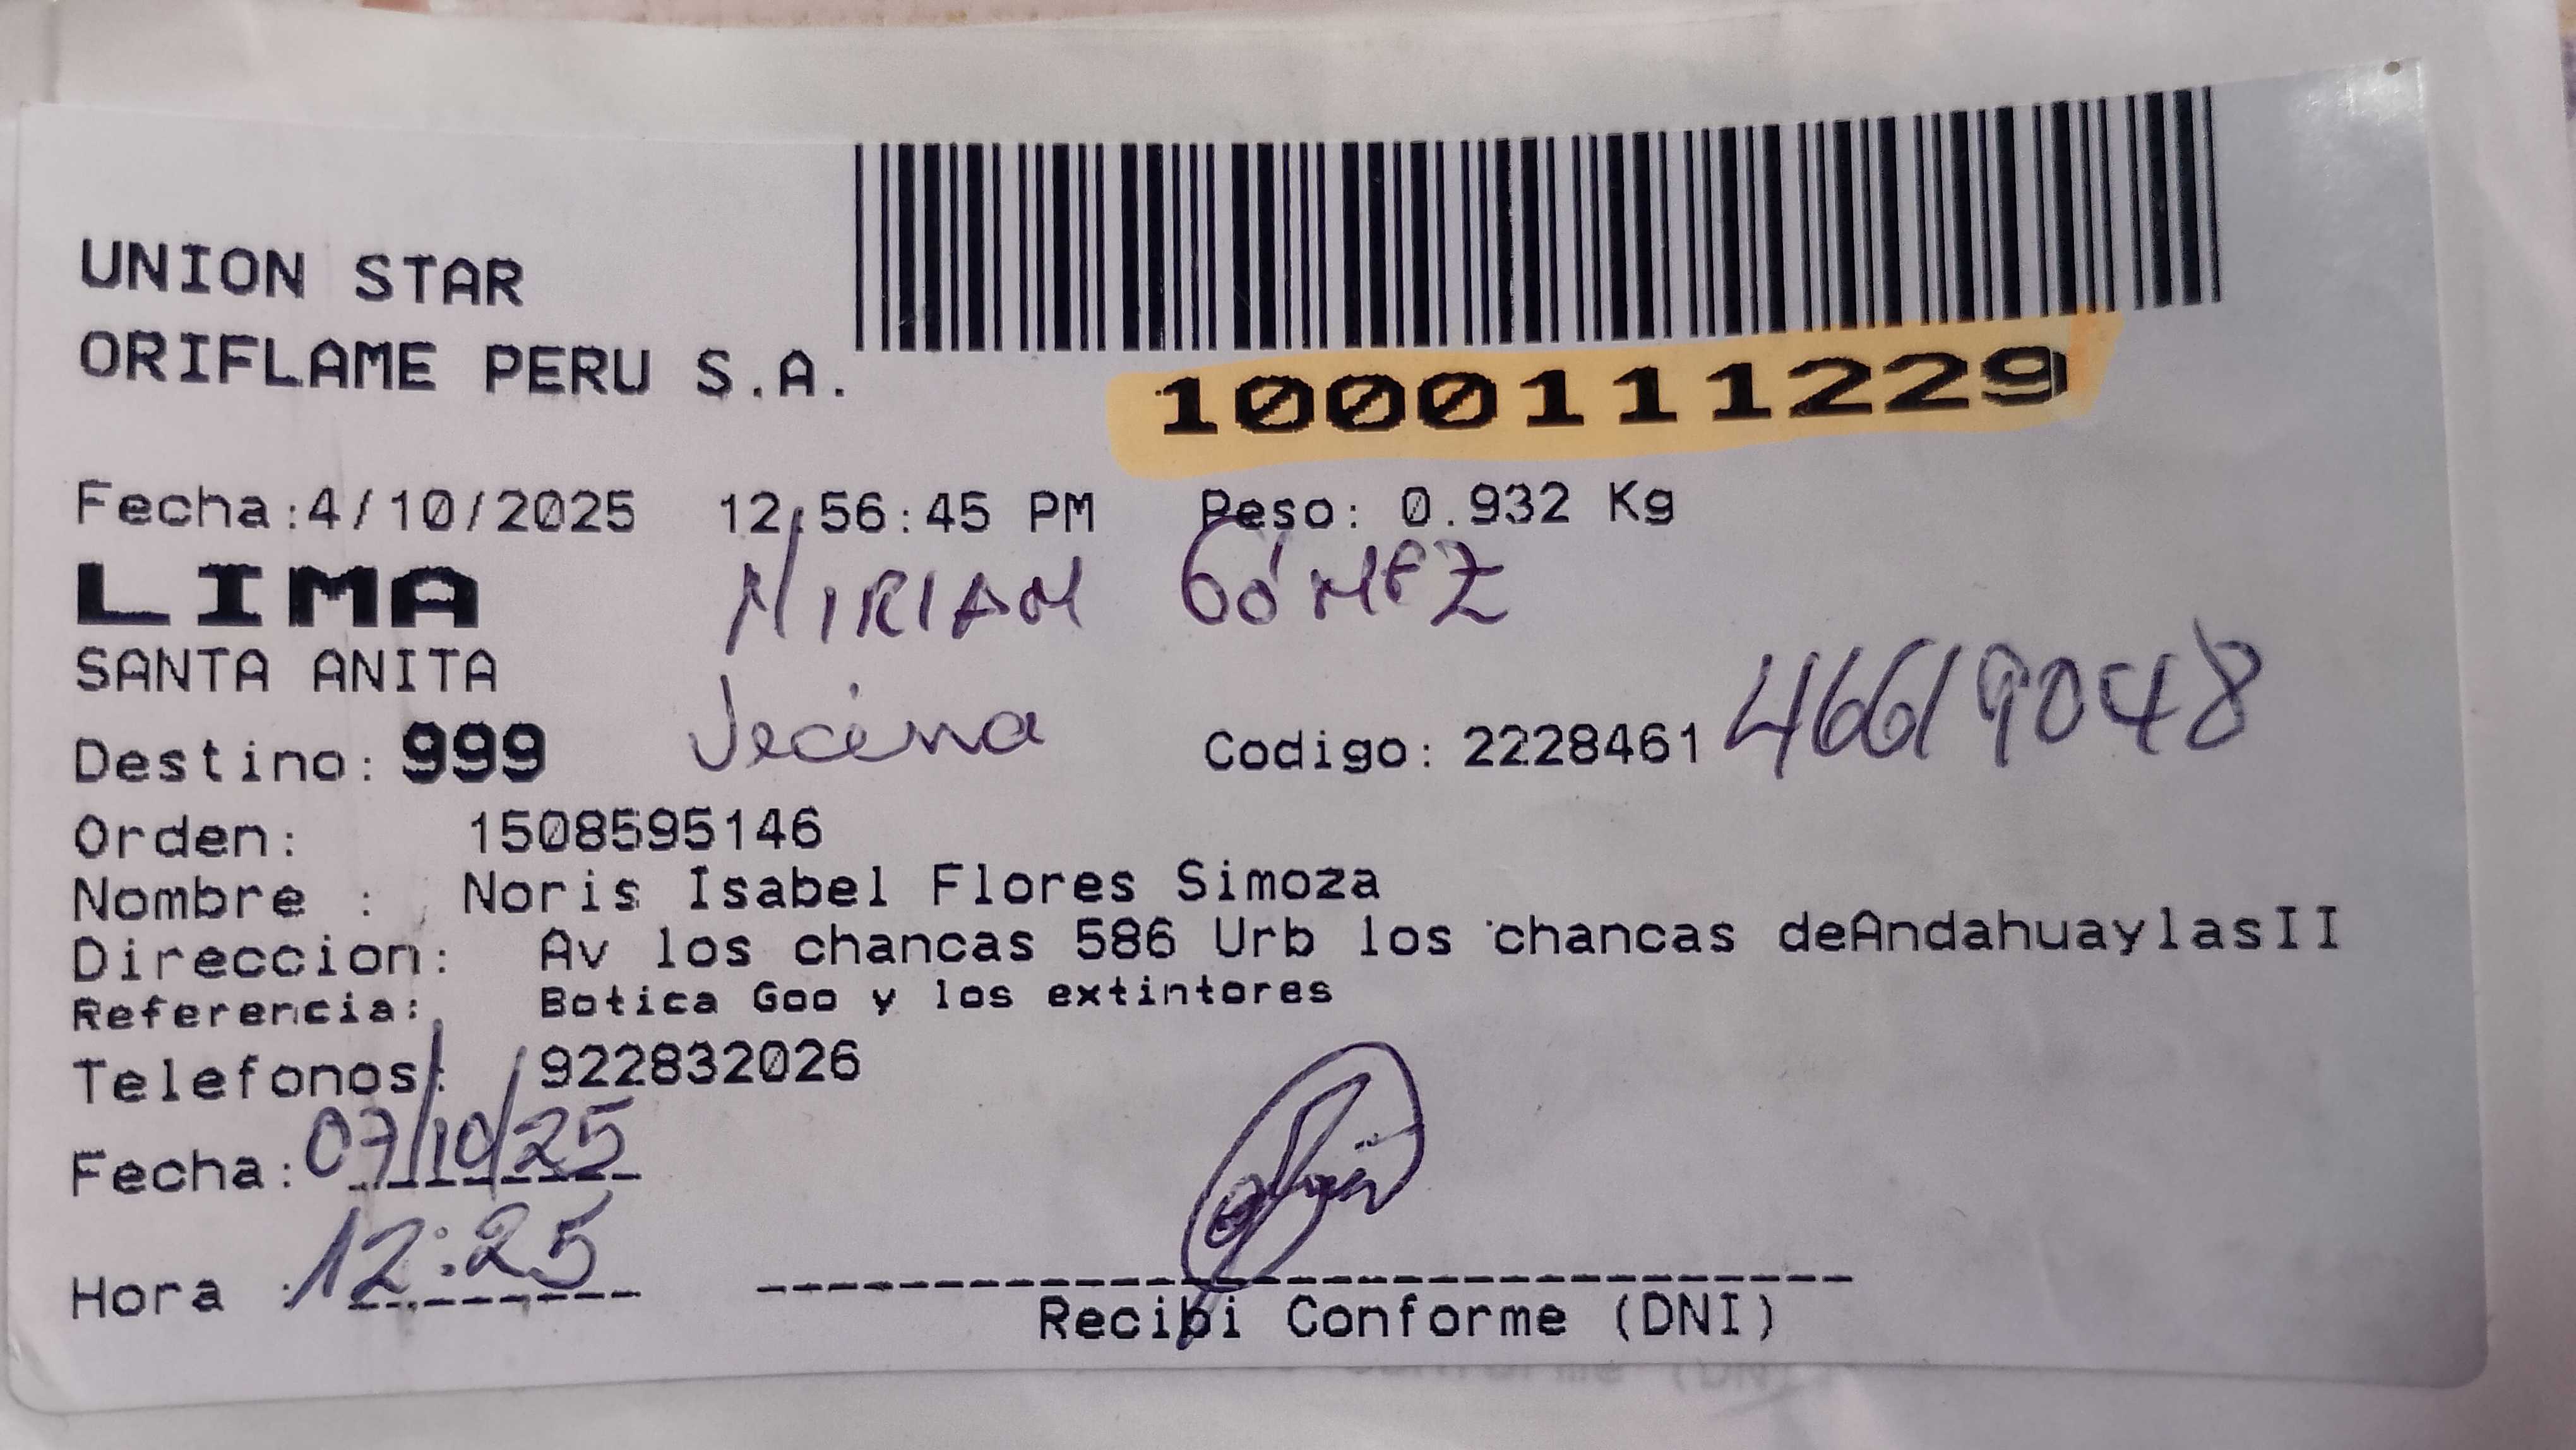 UNION STAR
ORIFLAME PERU S.A.
1000111229
Fecha:4/10/2025 12:56:45 PM Peso: 0.932 Kg
LIMA MIRIAM GÓMEZ
SANTA ANITA
Destino: 999 Vecina Codigo: 2228461 46619048
Orden: 1508595146
Nombre : Noris Isabel Flores Simoza
Direccion: Av los chancas 586 Urb los chancas deAndahuaylasII
Referencia: Botica Goo y los extintores
Telefonos: 922832026
Fecha: 07/10/25
Hora : 12:25
Recibi Conforme (DNI)